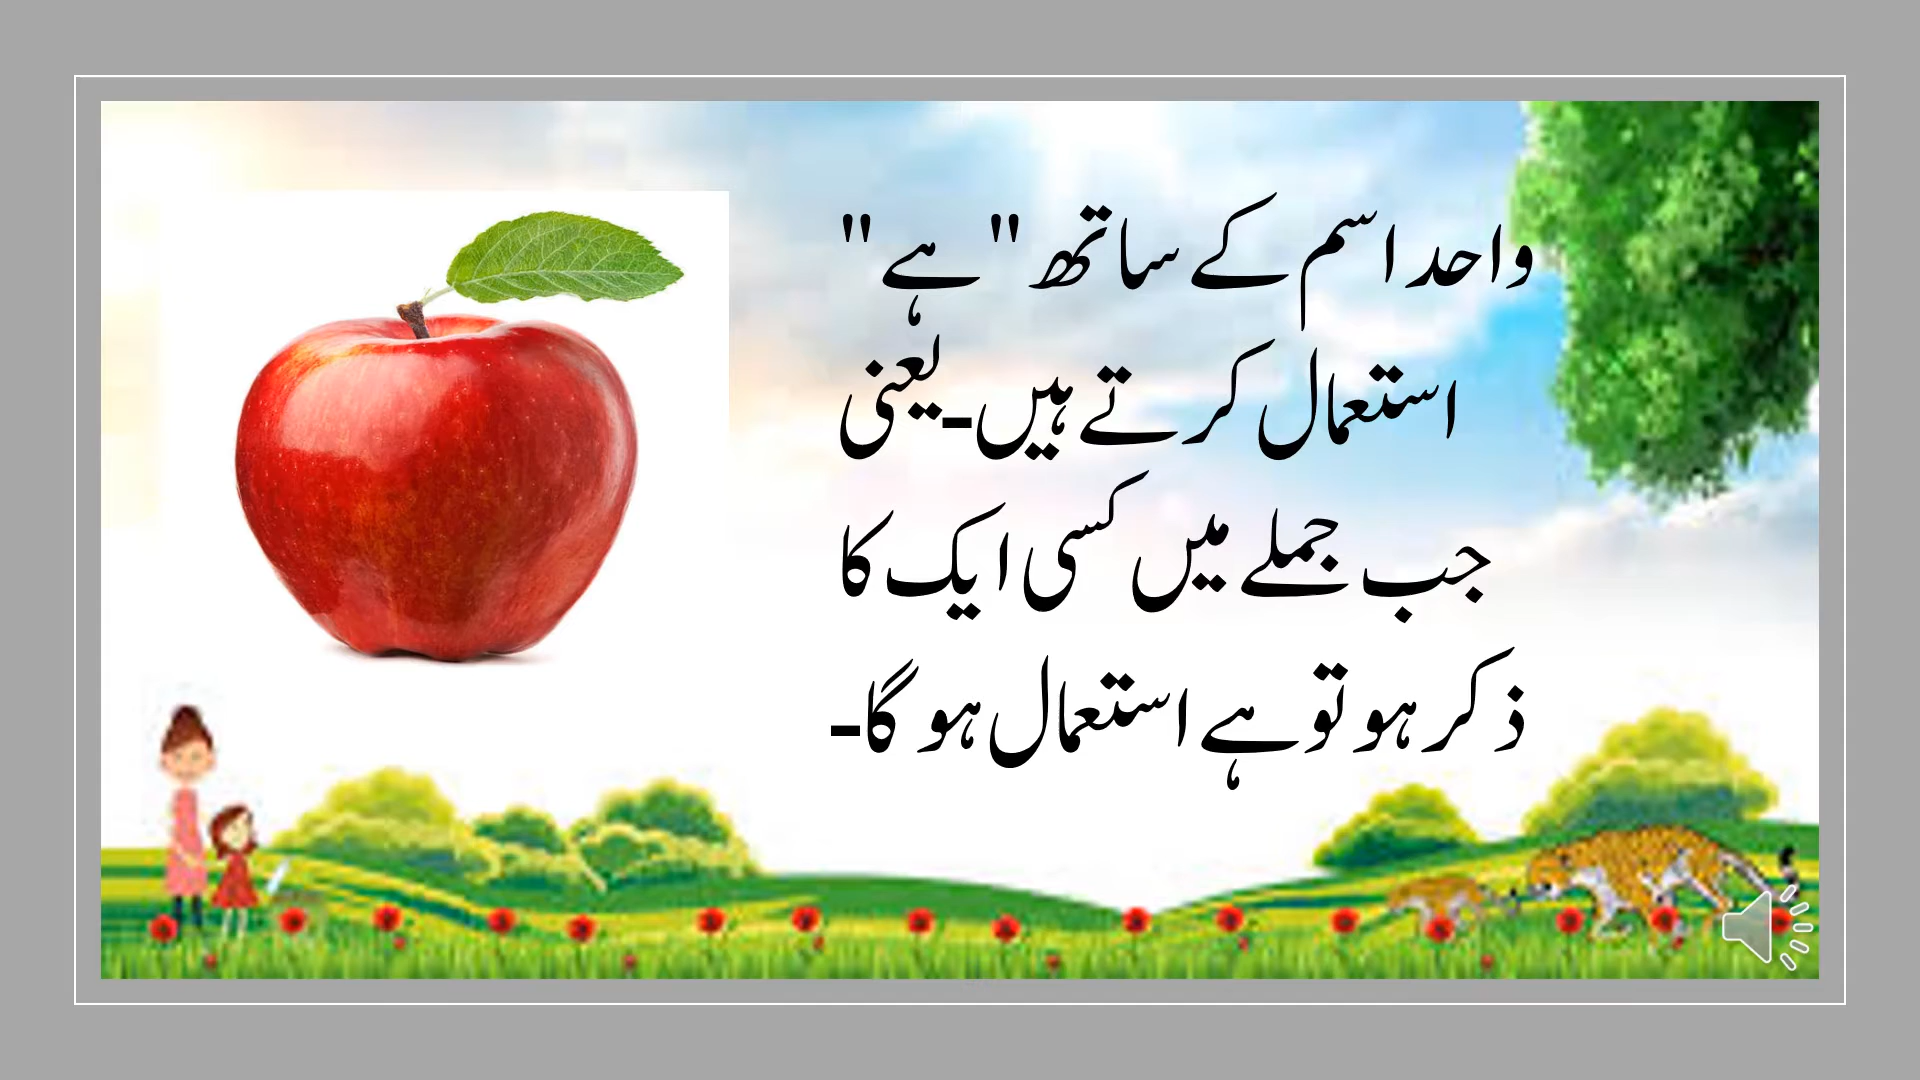 واحد اسم کے ساتھ "ہے"
استعمال کرتے ہیں۔یعنی
جب جملے میں کسی ایک کا
ذکر ہو تو ہے استعمال ہو گا۔